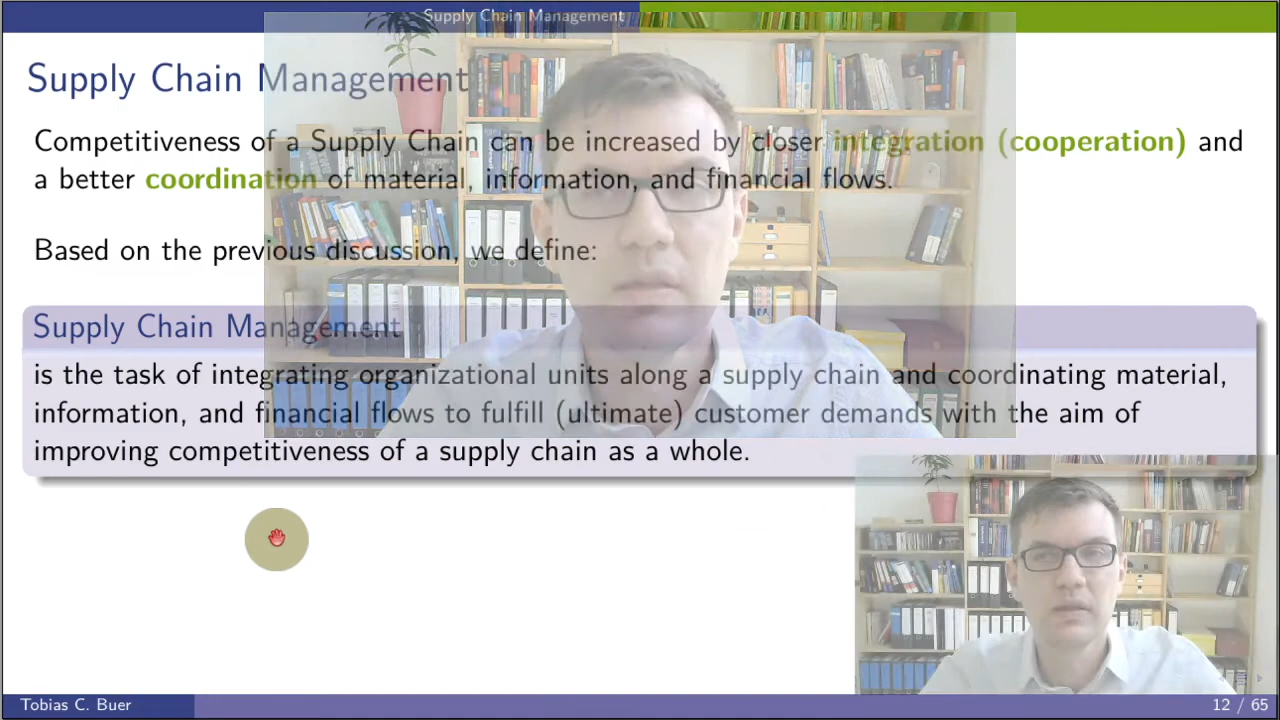 Supply Chain Management
Supply Chain Management
Competitiveness of a Supply Chain can be increased by closer integration (cooperation) and
a better coordination of material, information, and financial flows.
Based on the previous discussion, we define:
Supply Chain Management
is the task of integrating organizational units along a supply chain and coordinating material,
information, and financial flows to fulfill (ultimate) customer demands with the aim of
improving competitiveness of a supply chain as a whole.
Tobias C. Buer
12 / 65